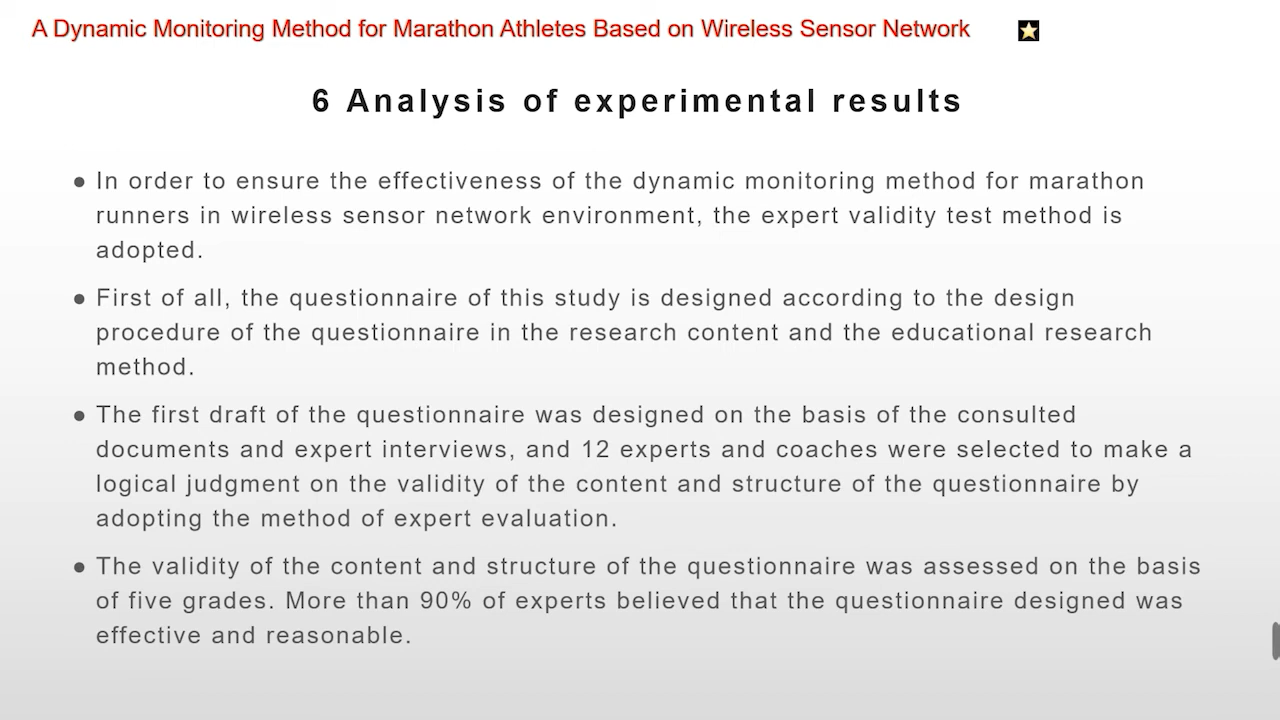 A Dynamic Monitoring Method for Marathon Athletes Based on Wireless Sensor Network
6 Analysis of experimental results
● In order to ensure the effectiveness of the dynamic monitoring method for marathon
runners in wireless sensor network environment, the expert validity test method is
adopted.
● First of all, the questionnaire of this study is designed according to the design
procedure of the questionnaire in the research content and the educational research
method.
● The first draft of the questionnaire was designed on the basis of the consulted
documents and expert interviews, and 12 experts and coaches were selected to make a
logical judgment on the validity of the content and structure of the questionnaire by
adopting the method of expert evaluation.
● The validity of the content and structure of the questionnaire was assessed on the basis
of five grades. More than 90% of experts believed that the questionnaire designed was
effective and reasonable.